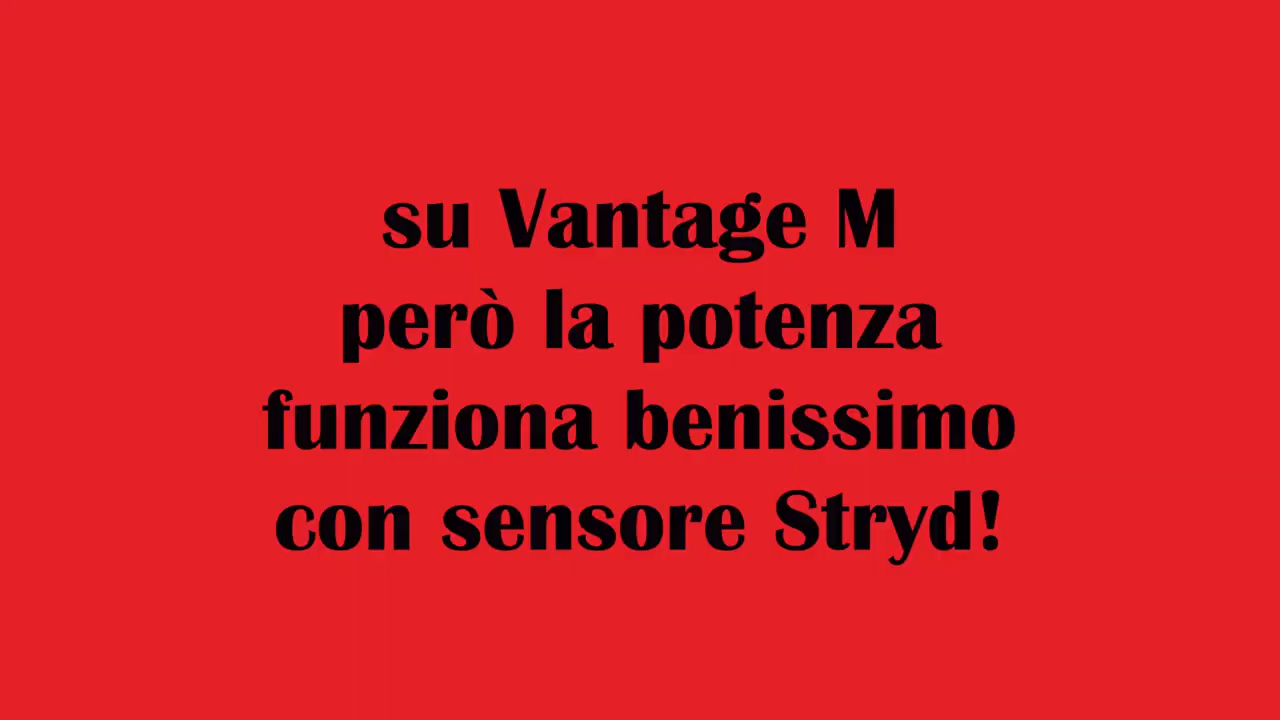 su Vantage M
però la potenza
funziona benissimo
con sensore Stryd!